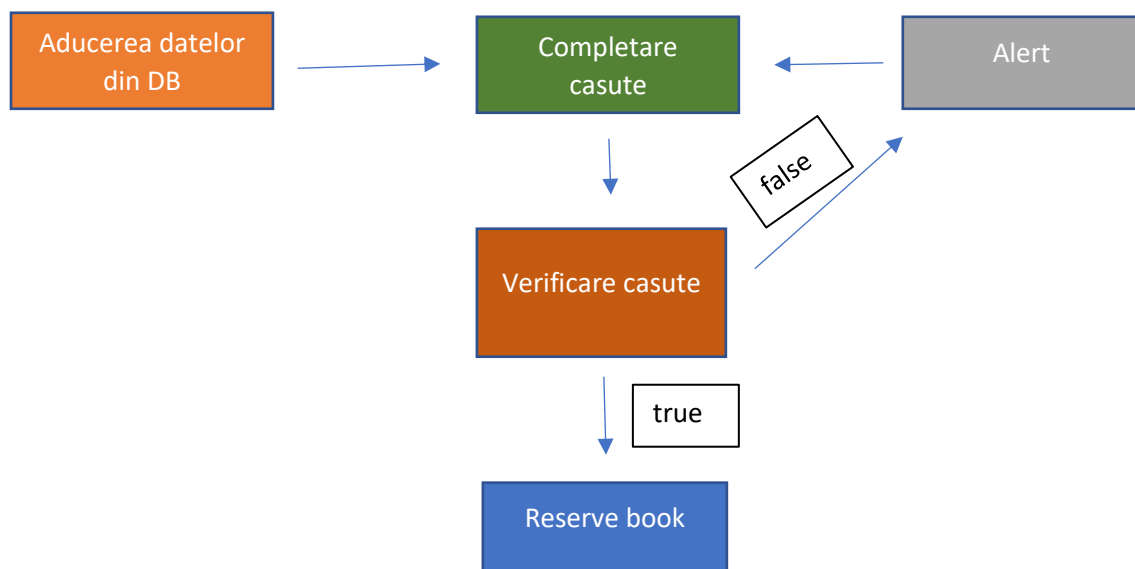 Aducerea datelor
din DB
Completare
casute
Alert
false
Verificare casute
true
Reserve book